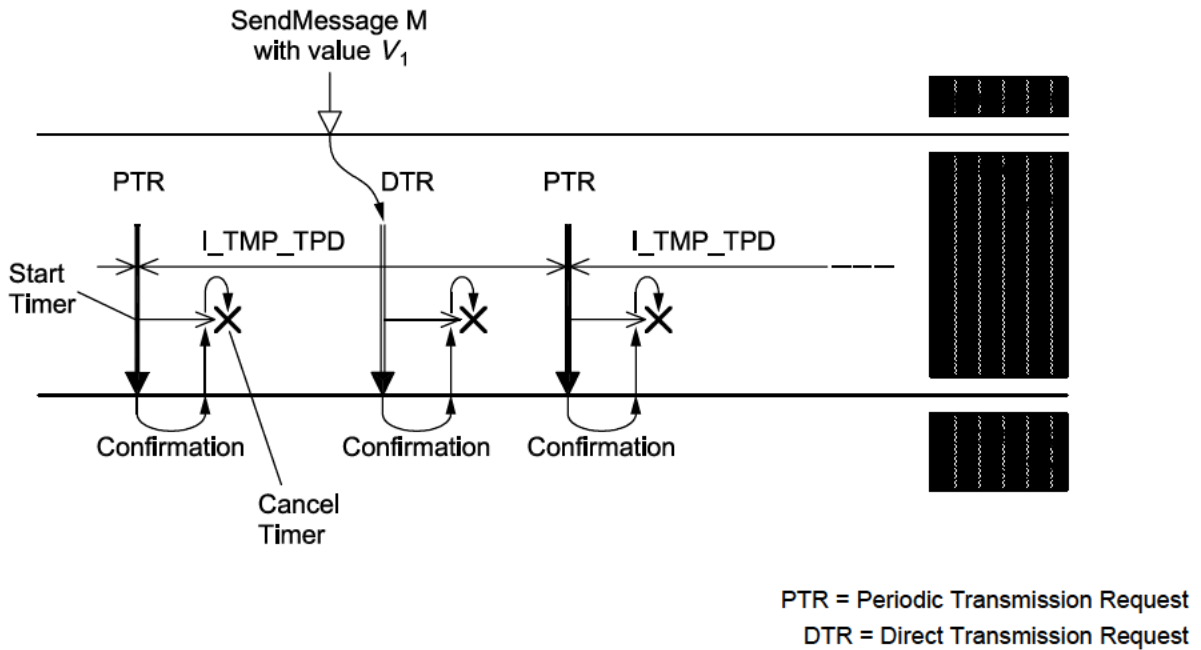 SendMessage M
with value V1
PTR
DTR
PTR
I_TMP_TPD
I_TMP_TPD
Start
Timer
Confirmation
Confirmation
Confirmation
Cancel
Timer
PTR = Periodic Transmission Request
DTR = Direct Transmission Request